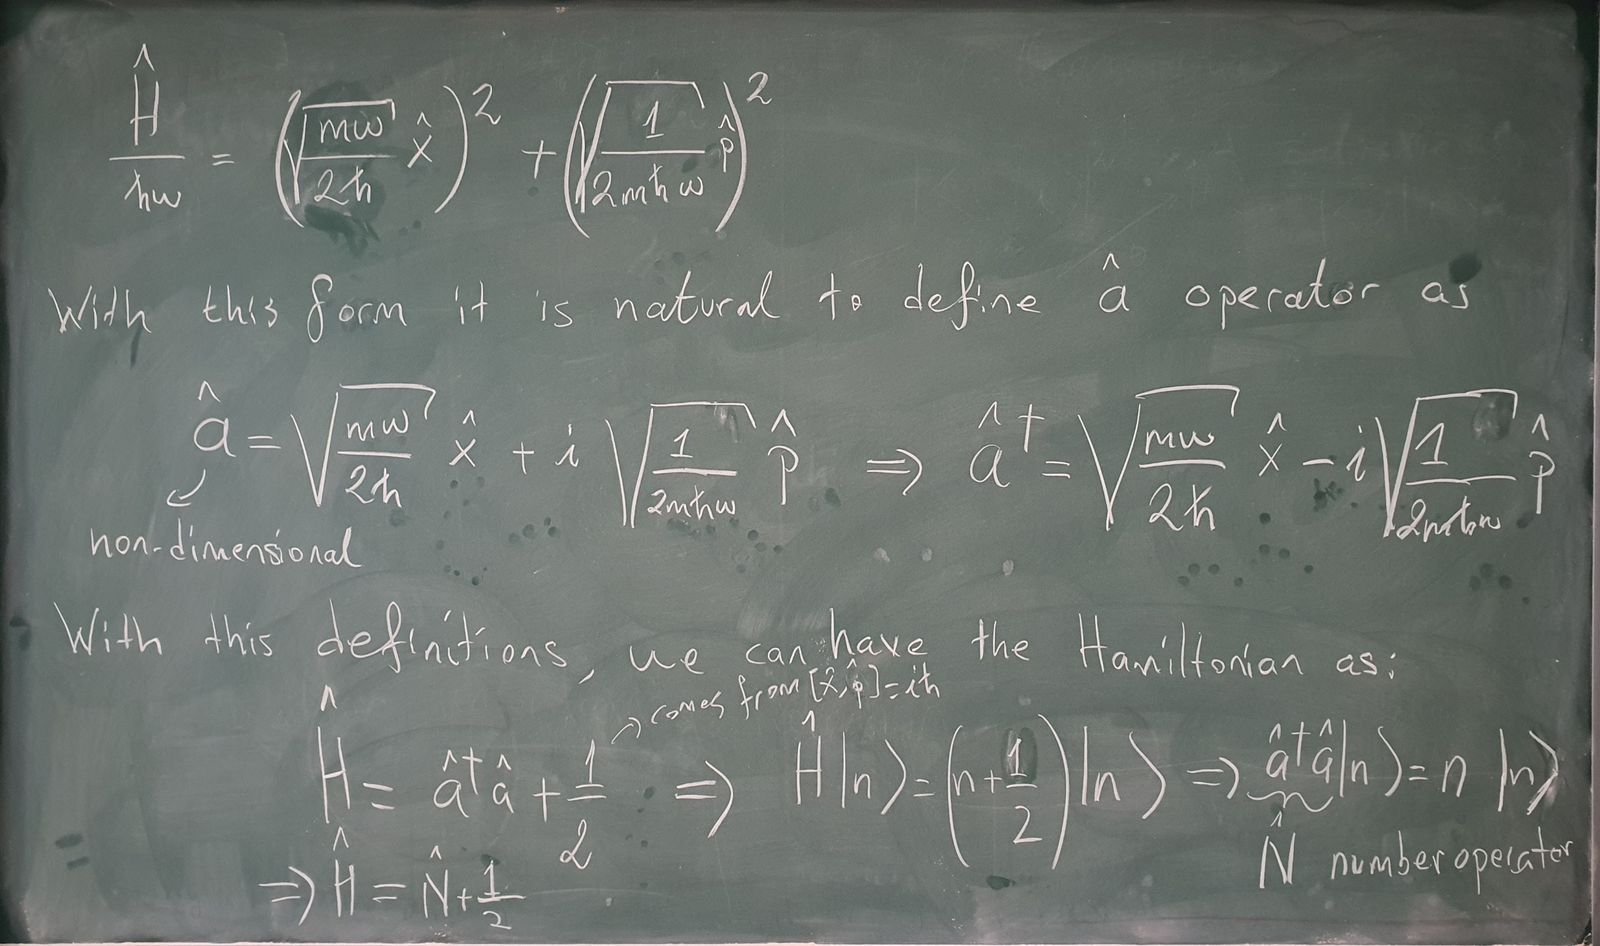 Ĥ/ħω = (√(mω/2ħ) x̂)² + (√(1/2mħω) p̂)²
With this form it is natural to define â operator as
â = √(mω/2ħ) x̂ + i √(1/2mħω) p̂ ⇒ â† = √(mω/2ħ) x̂ - i √(1/2mħω) p̂
non-dimensional
With this definitions, we can have the Hamiltonian as:
→ comes from [x̂,p̂]=iħ
Ĥ = â†â + 1/2 ⇒ Ĥ|n⟩ = (n+1/2)|n⟩ ⇒ â†â|n⟩ = n |n⟩
N̂ number operator
⇒ Ĥ = N̂ + 1/2